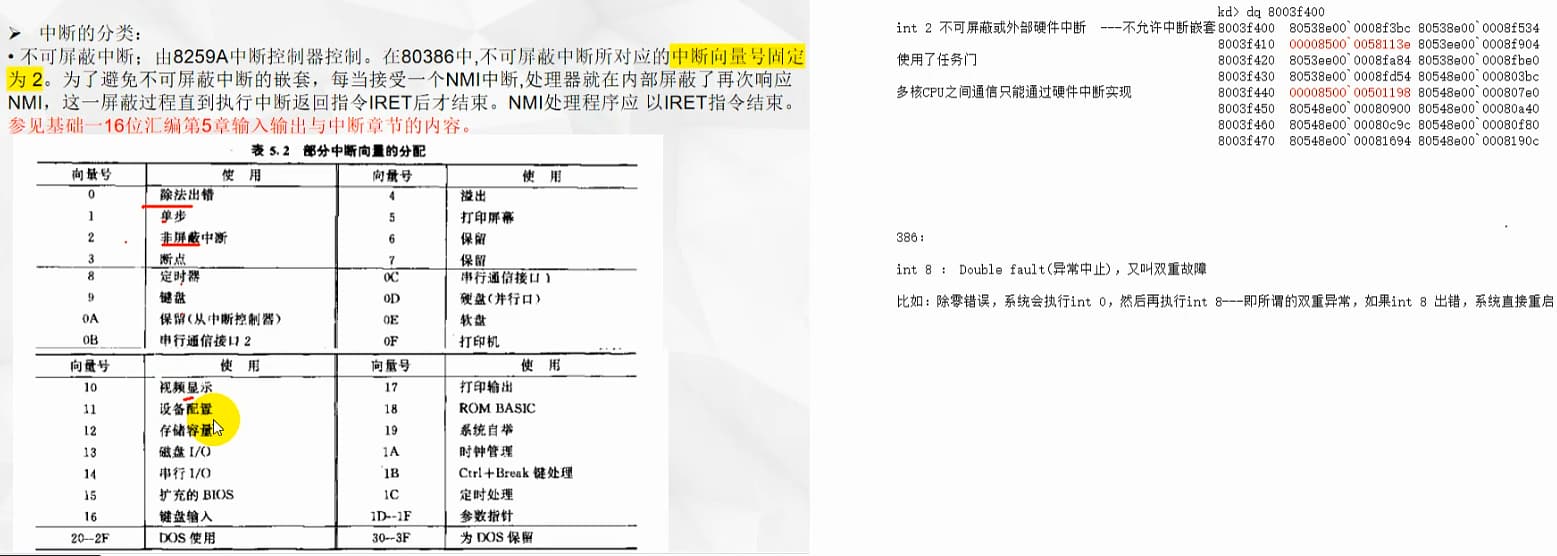 ➤ 中断的分类：
• 不可屏蔽中断；由8259A中断控制器控制。在80386中,不可屏蔽中断所对应的中断向量号固定
为 2。为了避免不可屏蔽中断的嵌套，每当接受一个NMI中断,处理器就在内部屏蔽了再次响应
NMI，这一屏蔽过程直到执行中断返回指令IRET后才结束。NMI处理程序应 以IRET指令结束。
参见基础一16位汇编第5章输入输出与中断章节的内容。
表 5.2 部分中断向量的分配
向量号 使 用 向量号 使 用
0 除法出错 4 溢出
1 单步 5 打印屏幕
2 非屏蔽中断 6 保留
3 断点 7 保留
8 定时器 0C 串行通信接口 1
9 键盘 0D 硬盘(并行口)
0A 保留(从中断控制器) 0E 软盘
0B 串行通信接口 2 0F 打印机
向量号 使 用 向量号 使 用
10 视频显示 17 打印输出
11 设备配置 18 ROM BASIC
12 存储容量 19 系统自举
13 磁盘 I/O 1A 时钟管理
14 串行 I/O 1B Ctrl+Break 键处理
15 扩充的 BIOS 1C 定时处理
16 键盘输入 1D--1F 参数指针
20--2F DOS 使用 30--3F 为 DOS 保留
int 2 不可屏蔽或外部硬件中断 ---不允许中断嵌套
使用了任务门
多核CPU之间通信只能通过硬件中断实现
kd> dq 8003f400
8003f400 80538e00`0008f3bc 80538e00`0008f534
8003f410 00008500`0058113e 8053ee00`0008f904
8003f420 8053ee00`0008fa84 80538e00`0008fbe0
8003f430 80538e00`0008fd54 80548e00`000803bc
8003f440 00008500`00501198 80548e00`000807e0
8003f450 80548e00`00080900 80548e00`00080a40
8003f460 80548e00`00080c9c 80548e00`00080f80
8003f470 80548e00`00081694 80548e00`0008190c
386：
int 8 ： Double fault(异常中止)，又叫双重故障
比如：除零错误，系统会执行int 0，然后再执行int 8---即所谓的双重异常，如果int 8 出错，系统直接重启